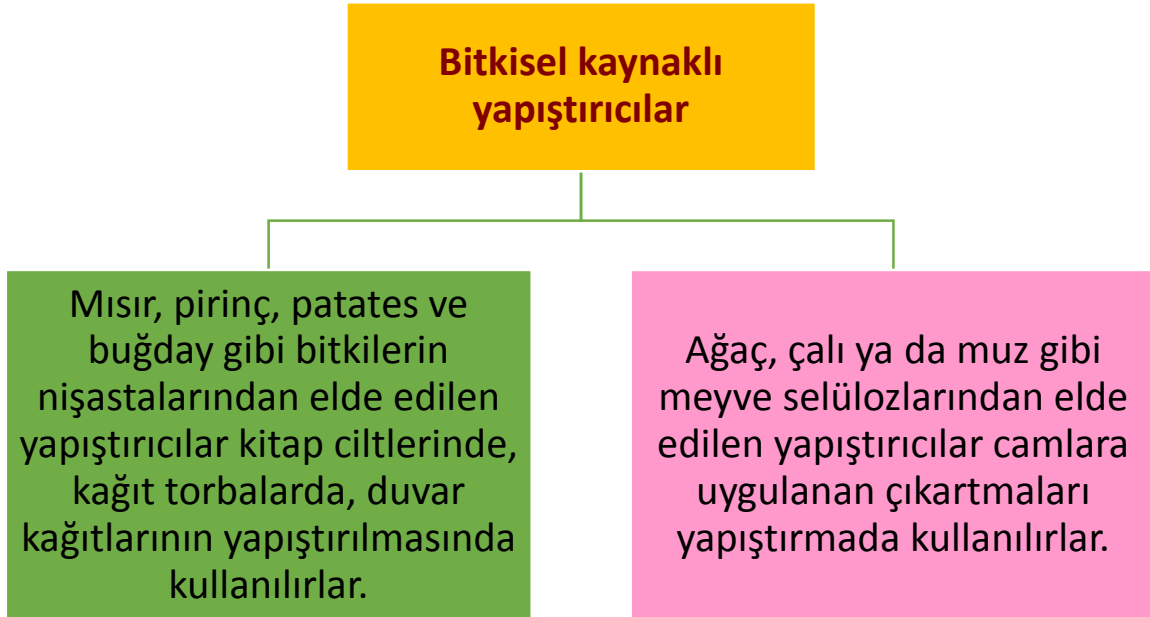 Bitkisel kaynaklı
yapıştırıcılar
Mısır, pirinç, patates ve
buğday gibi bitkilerin
nişastalarından elde edilen
yapıştırıcılar kitap ciltlerinde,
kağıt torbalarda, duvar
kağıtlarının yapıştırılmasında
kullanılırlar.
Ağaç, çalı ya da muz gibi
meyve selülozlarından elde
edilen yapıştırıcılar camlara
uygulanan çıkartmaları
yapıştırmada kullanılırlar.